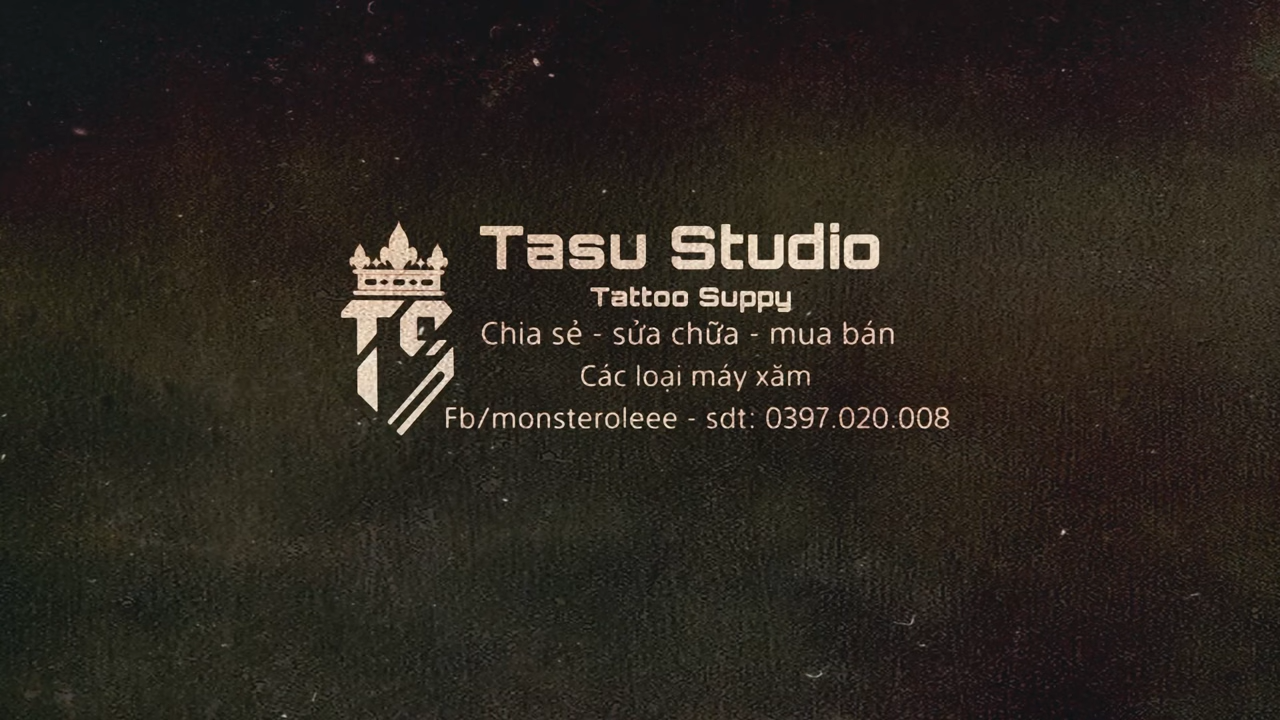 Tasu Studio
Tattoo Suppy
Chia sẻ - sửa chữa - mua bán
Các loại máy xăm
Fb/monsteroleee - sdt: 0397.020.008
TS